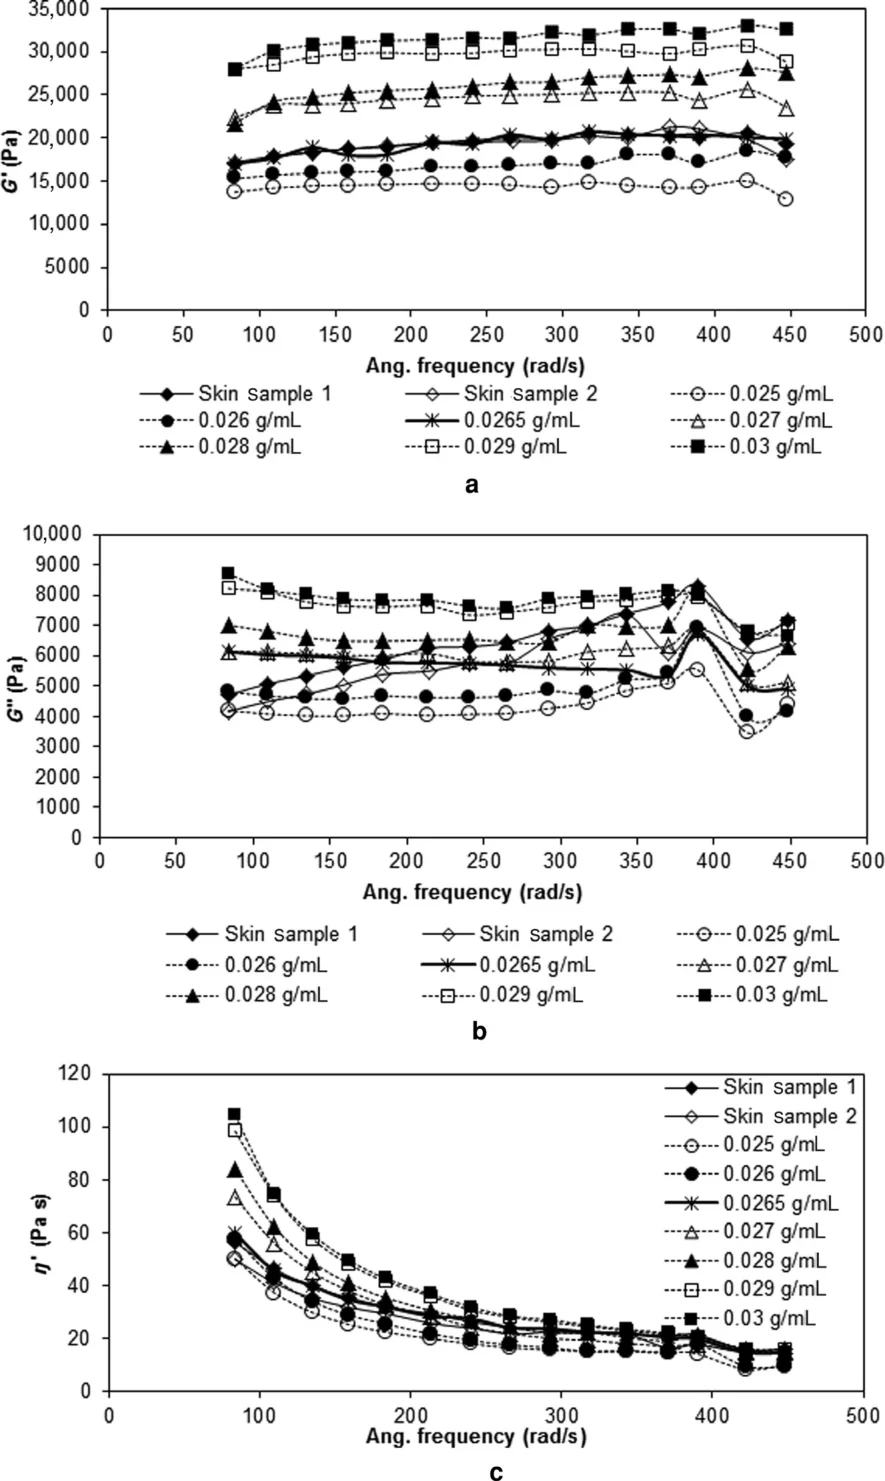 35,000
30,000
25,000
20,000
15,000
10,000
5000
0
G' (Pa)
0 50 100 150 200 250 300 350 400 450 500
Ang. frequency (rad/s)
Skin sample 1 Skin sample 2 0.025 g/mL
0.026 g/mL 0.0265 g/mL 0.027 g/mL
0.028 g/mL 0.029 g/mL 0.03 g/mL
a
10,000
9000
8000
7000
6000
5000
4000
3000
2000
1000
0
G" (Pa)
0 50 100 150 200 250 300 350 400 450 500
Ang. frequency (rad/s)
Skin sample 1 Skin sample 2 0.025 g/mL
0.026 g/mL 0.0265 g/mL 0.027 g/mL
0.028 g/mL 0.029 g/mL 0.03 g/mL
b
120
100
80
60
40
20
0
η' (Pa s)
Skin sample 1
Skin sample 2
0.025 g/mL
0.026 g/mL
0.0265 g/mL
0.027 g/mL
0.028 g/mL
0.029 g/mL
0.03 g/mL
0 100 200 300 400 500
Ang. frequency (rad/s)
c